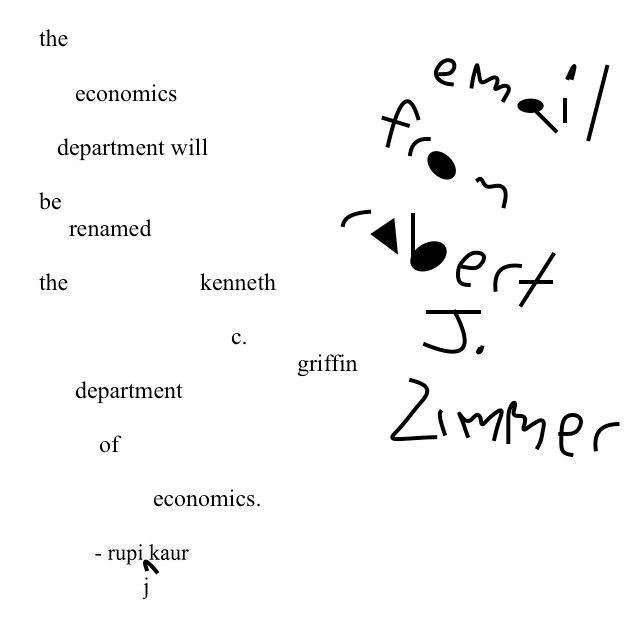 the
economics
department will
be
renamed
the kenneth
c.
griffin
department
of
economics.
- rupi kaur
j
email
from
robert
J.
Zimmer